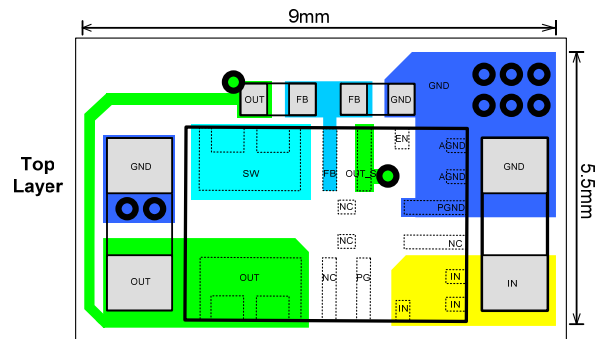 9mm
OUT
FB
FB
GND
GND
EN
AGND
Top
Layer
GND
SW
FB
OUT_S
AGND
GND
NC
PGND
5.5mm
NC
NC
OUT
OUT
NC
PG
IN
IN
IN
IN